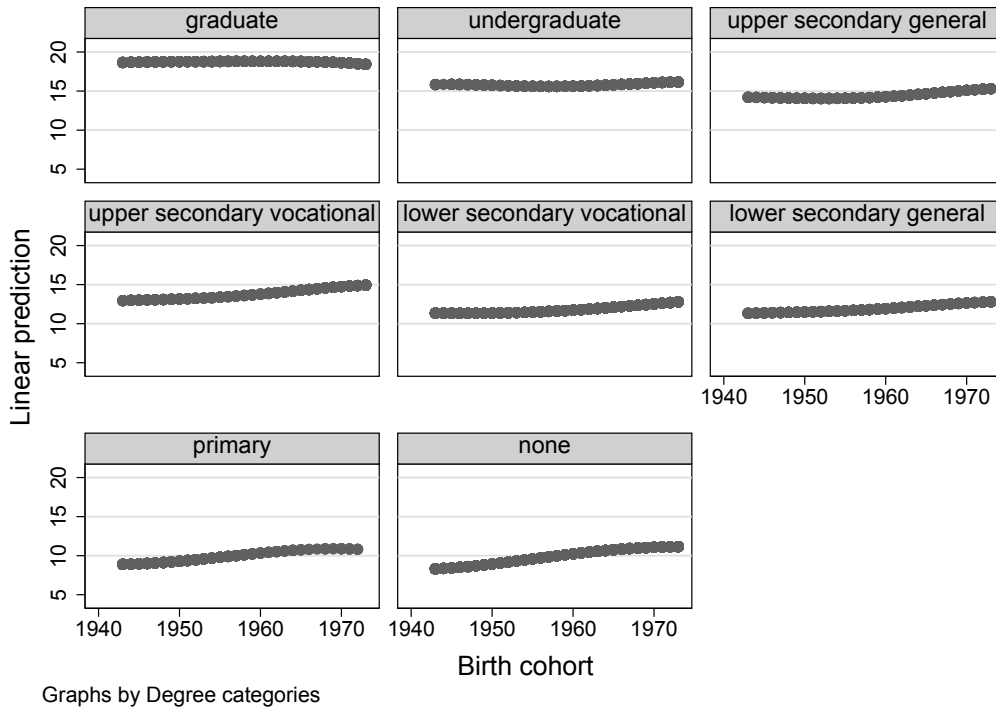 graduate
undergraduate
upper secondary general
20
15
10
5
upper secondary vocational
lower secondary vocational
lower secondary general
20
15
10
5
1940 1950 1960 1970
primary
none
20
15
10
5
1940 1950 1960 1970
1940 1950 1960 1970
Linear prediction
Birth cohort
Graphs by Degree categories